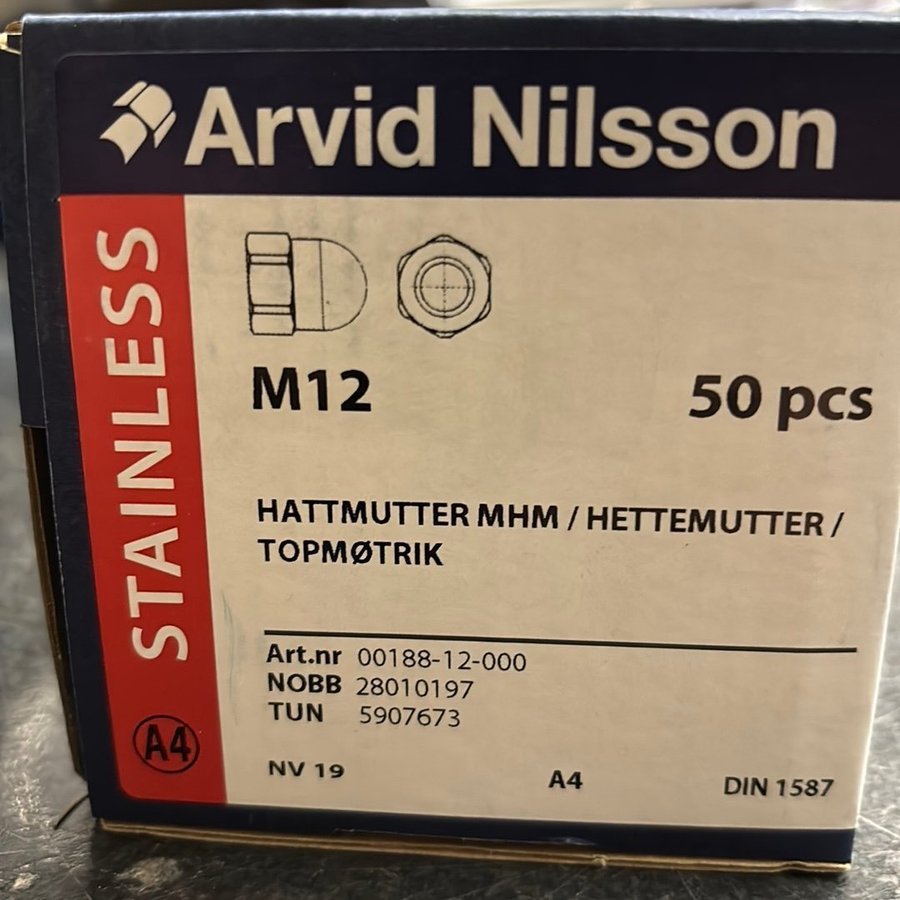 Arvid Nilsson
STAINLESS
A4
M12
50 pcs
HATTMUTTER MHM / HETTEMUTTER /
TOPMØTRIK
Art.nr 00188-12-000
NOBB 28010197
TUN 5907673
NV 19 A4 DIN 1587